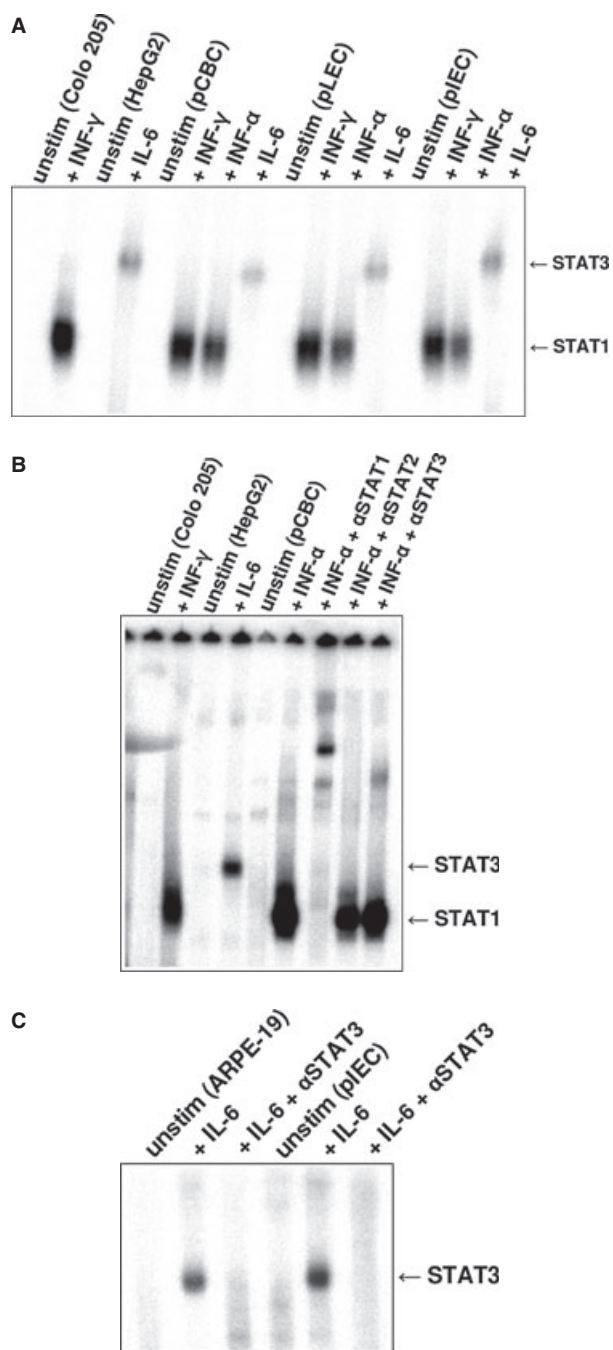 A
unstim (Colo 205)
+ INF-γ
unstim (HepG2)
+ IL-6
unstim (pCBC)
+ INF-γ
+ INF-α
+ IL-6
unstim (pLEC)
+ INF-γ
+ INF-α
+ IL-6
unstim (pIEC)
+ INF-γ
+ INF-α
+ IL-6
← STAT3
← STAT1
B
unstim (Colo 205)
+ INF-γ
unstim (HepG2)
+ IL-6
unstim (pCBC)
+ INF-α
+ INF-α + αSTAT1
+ INF-α + αSTAT2
+ INF-α + αSTAT3
← STAT3
← STAT1
C
unstim (ARPE-19)
+ IL-6
+ IL-6 + αSTAT3
unstim (pIEC)
+ IL-6
+ IL-6 + αSTAT3
← STAT3